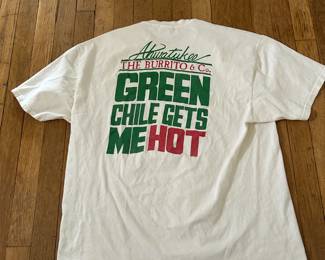 Ahwatukee
THE BURRITO & Co.
GREEN
CHILE GETS
ME HOT